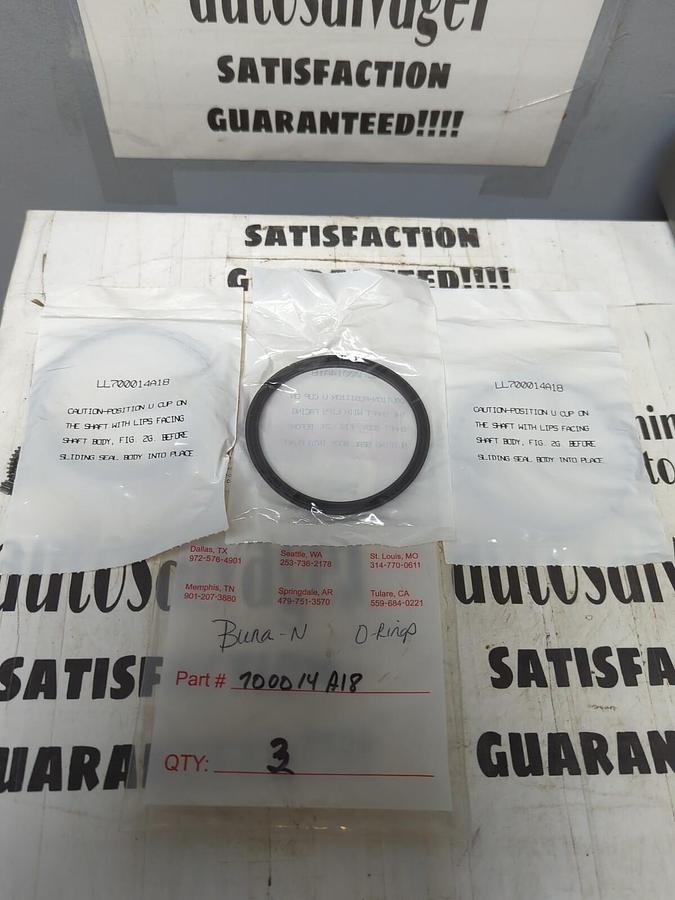 autosalvager
SATISFACTION
GUARANTEED!!!!
SATISFACTION
LL700014A18
CAUTION-POSITION U CUP ON
THE SHAFT WITH LIPS FACING
SHAFT BODY, FIG. 2G. BEFORE
SLIDING SEAL BODY INTO PLACE
LL700014A18
CAUTION-POSITION U CUP ON
THE SHAFT WITH LIPS FACING
SHAFT BODY, FIG. 2G. BEFORE
SLIDING SEAL BODY INTO PLACE
Dallas, TX Seattle, WA St. Louis, MO
972-576-4901 253-736-2178 314-770-0611
Memphis, TN Springdale, AR Tulare, CA
901-207-3880 479-751-3570 559-684-0221
Buna-N O-Rings
Part # 700014A18
SATISF SATISFA
QTY: 3
UARAN GUARAN